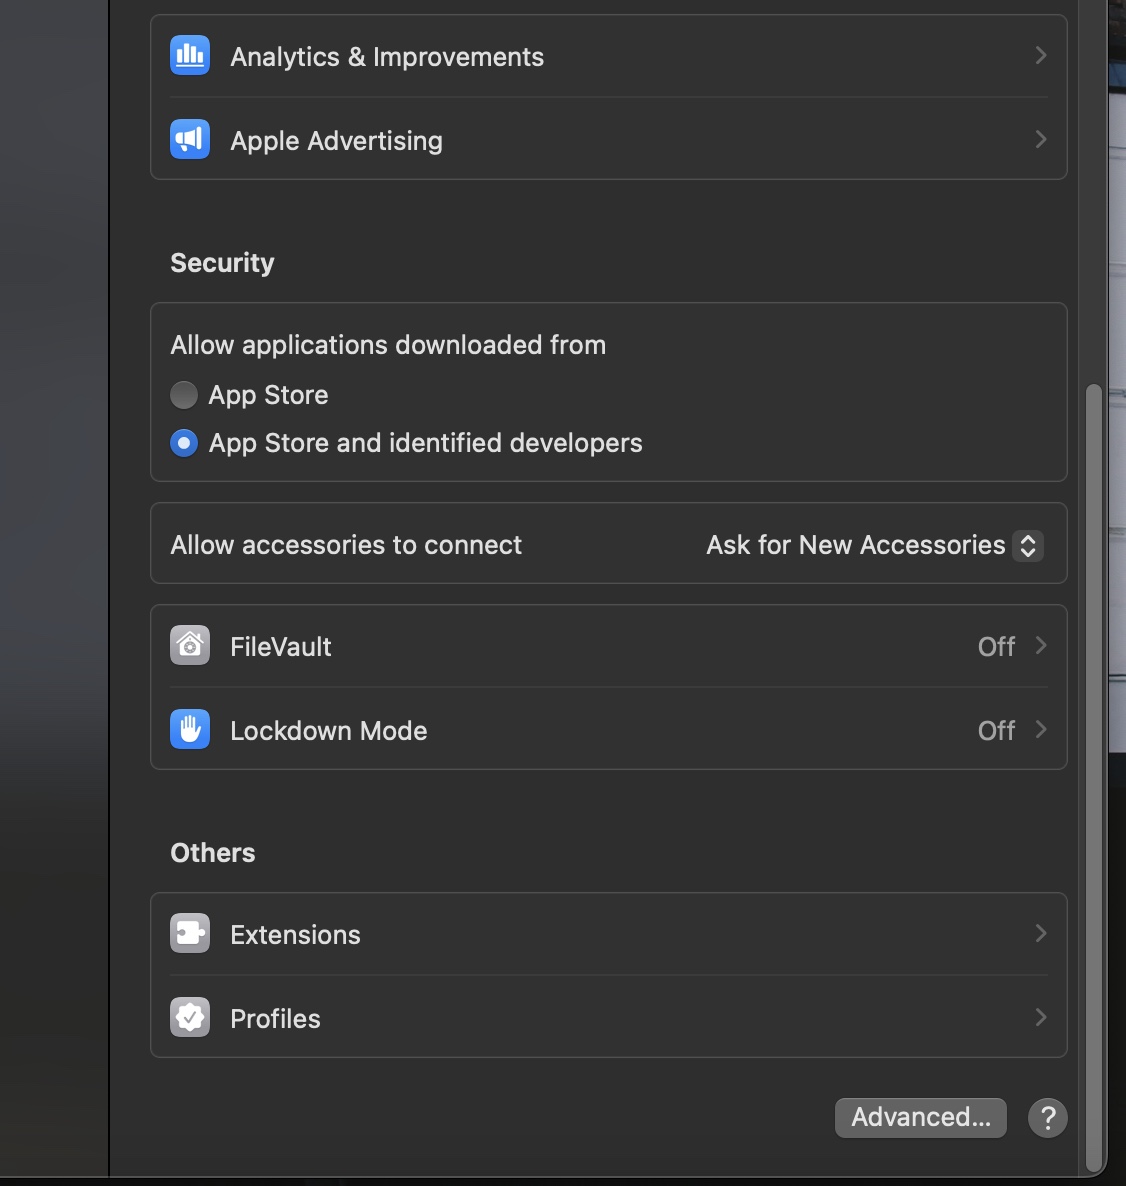 Analytics & Improvements
Apple Advertising
Security
Allow applications downloaded from
App Store
App Store and identified developers
Allow accessories to connect Ask for New Accessories
FileVault Off
Lockdown Mode Off
Others
Extensions
Profiles
Advanced... ?